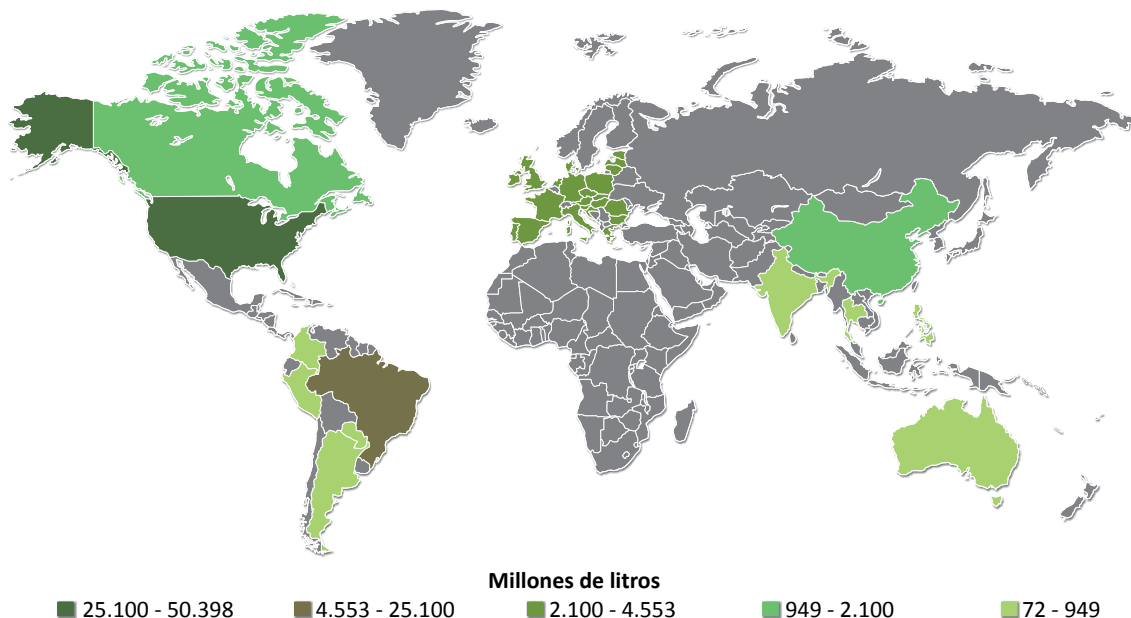 Millones de litros
25.100 - 50.398 4.553 - 25.100 2.100 - 4.553 949 - 2.100 72 - 949